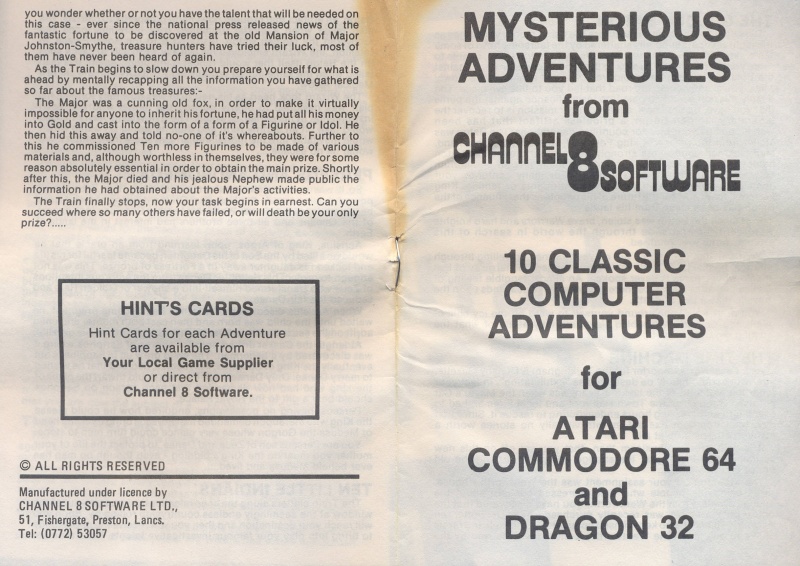 you wonder whether or not you have the talent that will be needed on
this case - ever since the national press released news of the
fantastic fortune to be discovered at the old Mansion of Major
Johnston-Smythe, treasure hunters have tried their luck, most of
them have never been heard of again.
As the Train begins to slow down you prepare yourself for what is
ahead by mentally recapping all the information you have gathered
so far about the famous treasures:-
The Major was a cunning old fox, in order to make it virtually
impossible for anyone to inherit his fortune, he had put all his money
into Gold and cast into the form of a form of a Figurine or Idol. He
then hid this away and told no-one of it's whereabouts. Further to
this he commissioned Ten more Figurines to be made of various
materials and, although worthless in themselves, they were for some
reason absolutely essential in order to obtain the main prize. Shortly
after this, the Major died and his jealous Nephew made public the
information he had obtained about the Major's activities.
The Train finally stops, now your task begins in earnest. Can you
succeed where so many others have failed, or will death be your only
prize?.....
HINT'S CARDS
Hint Cards for each Adventure
are available from
Your Local Game Supplier
or direct from
Channel 8 Software.
© ALL RIGHTS RESERVED
Manufactured under licence by
CHANNEL 8 SOFTWARE LTD.,
51, Fishergate, Preston, Lancs.
Tel: (0772) 53057
MYSTERIOUS
ADVENTURES
from
CHANNEL 8 SOFTWARE
10 CLASSIC
COMPUTER
ADVENTURES
for
ATARI
COMMODORE 64
and
DRAGON 32